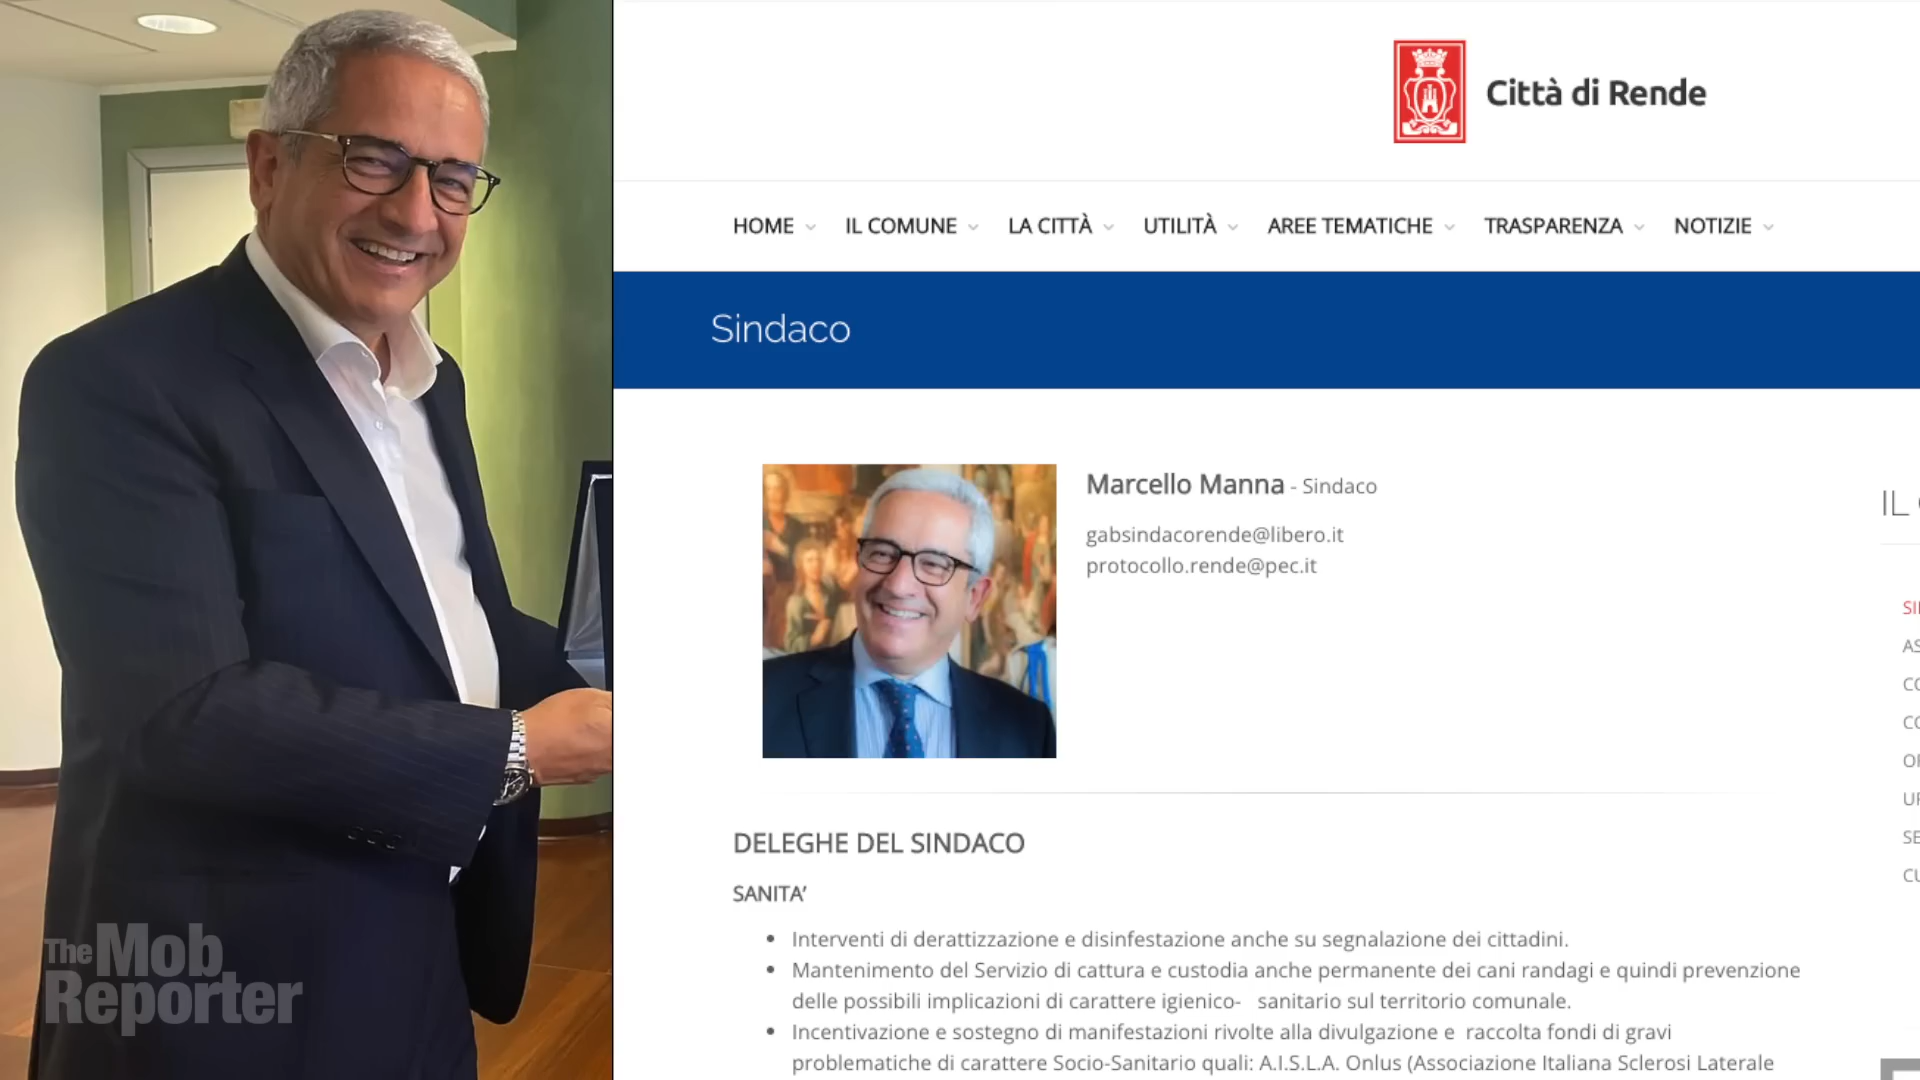 Città di Rende
HOME IL COMUNE LA CITTÀ UTILITÀ AREE TEMATICHE TRASPARENZA NOTIZIE
Sindaco
Marcello Manna - Sindaco
gabsindacorende@libero.it
protocollo.rende@pec.it
DELEGHE DEL SINDACO
SANITA’
Interventi di derattizzazione e disinfestazione anche su segnalazione dei cittadini.
Mantenimento del Servizio di cattura e custodia anche permanente dei cani randagi e quindi prevenzione
delle possibili implicazioni di carattere igienico- sanitario sul territorio comunale.
Incentivazione e sostegno di manifestazioni rivolte alla divulgazione e raccolta fondi di gravi
problematiche di carattere Socio-Sanitario quali: A.I.S.L.A. Onlus (Associazione Italiana Sclerosi Laterale
IL
The Mob
Reporter